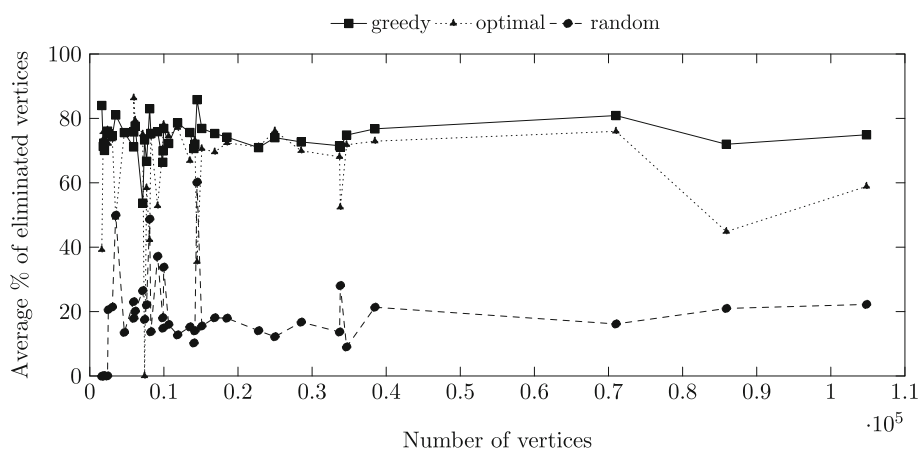 greedy optimal random
Average % of eliminated vertices
100
80
60
40
20
0
0 0.1 0.2 0.3 0.4 0.5 0.6 0.7 0.8 0.9 1 1.1
·10⁵
Number of vertices